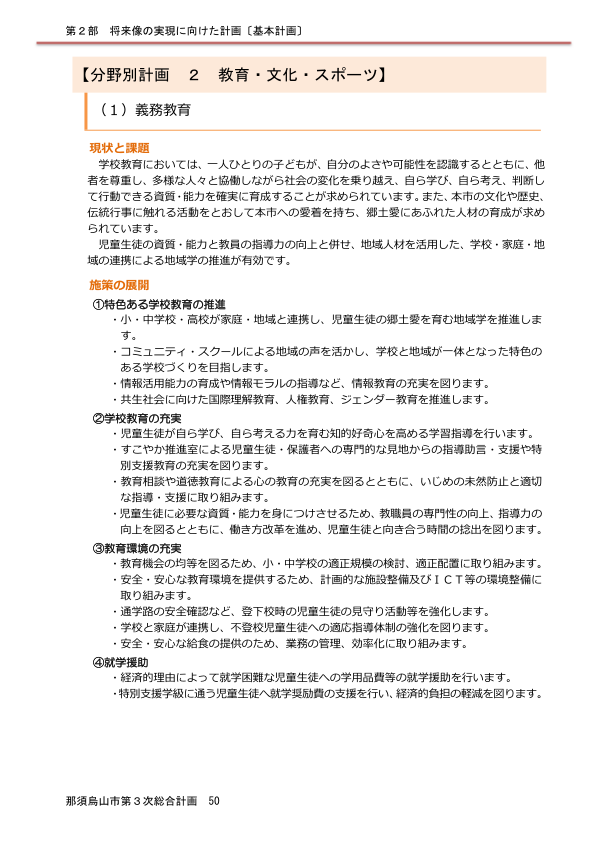 第２部　将来像の実現に向けた計画〔基本計画〕
【分野別計画　２　教育・文化・スポーツ】
（１）義務教育
現状と課題
学校教育においては、一人ひとりの子どもが、自分のよさや可能性を認識するとともに、他
者を尊重し、多様な人々と協働しながら社会の変化を乗り越え、自ら学び、自ら考え、判断し
て行動できる資質・能力を確実に育成することが求められています。また、本市の文化や歴史、
伝統行事に触れる活動をとおして本市への愛着を持ち、郷土愛にあふれた人材の育成が求め
られています。
児童生徒の資質・能力と教員の指導力の向上と併せ、地域人材を活用した、学校・家庭・地
域の連携による地域学の推進が有効です。
施策の展開
①特色ある学校教育の推進
・小・中学校・高校が家庭・地域と連携し、児童生徒の郷土愛を育む地域学を推進しま
す。
・コミュニティ・スクールによる地域の声を活かし、学校と地域が一体となった特色の
ある学校づくりを目指します。
・情報活用能力の育成や情報モラルの指導など、情報教育の充実を図ります。
・共生社会に向けた国際理解教育、人権教育、ジェンダー教育を推進します。
②学校教育の充実
・児童生徒が自ら学び、自ら考える力を育む知的好奇心を高める学習指導を行います。
・すこやか推進室による児童生徒・保護者への専門的な見地からの指導助言・支援や特
別支援教育の充実を図ります。
・教育相談や道徳教育による心の教育の充実を図るとともに、いじめの未然防止と適切
な指導・支援に取り組みます。
・児童生徒に必要な資質・能力を身につけさせるため、教職員の専門性の向上、指導力の
向上を図るとともに、働き方改革を進め、児童生徒と向き合う時間の捻出を図ります。
③教育環境の充実
・教育機会の均等を図るため、小・中学校の適正規模の検討、適正配置に取り組みます。
・安全・安心な教育環境を提供するため、計画的な施設整備及びＩＣＴ等の環境整備に
取り組みます。
・通学路の安全確認など、登下校時の児童生徒の見守り活動等を強化します。
・学校と家庭が連携し、不登校児童生徒への適応指導体制の強化を図ります。
・安全・安心な給食の提供のため、業務の管理、効率化に取り組みます。
④就学援助
・経済的理由によって就学困難な児童生徒への学用品費等の就学援助を行います。
・特別支援学級に通う児童生徒へ就学奨励費の支援を行い、経済的負担の軽減を図ります。
那須烏山市第３次総合計画　50